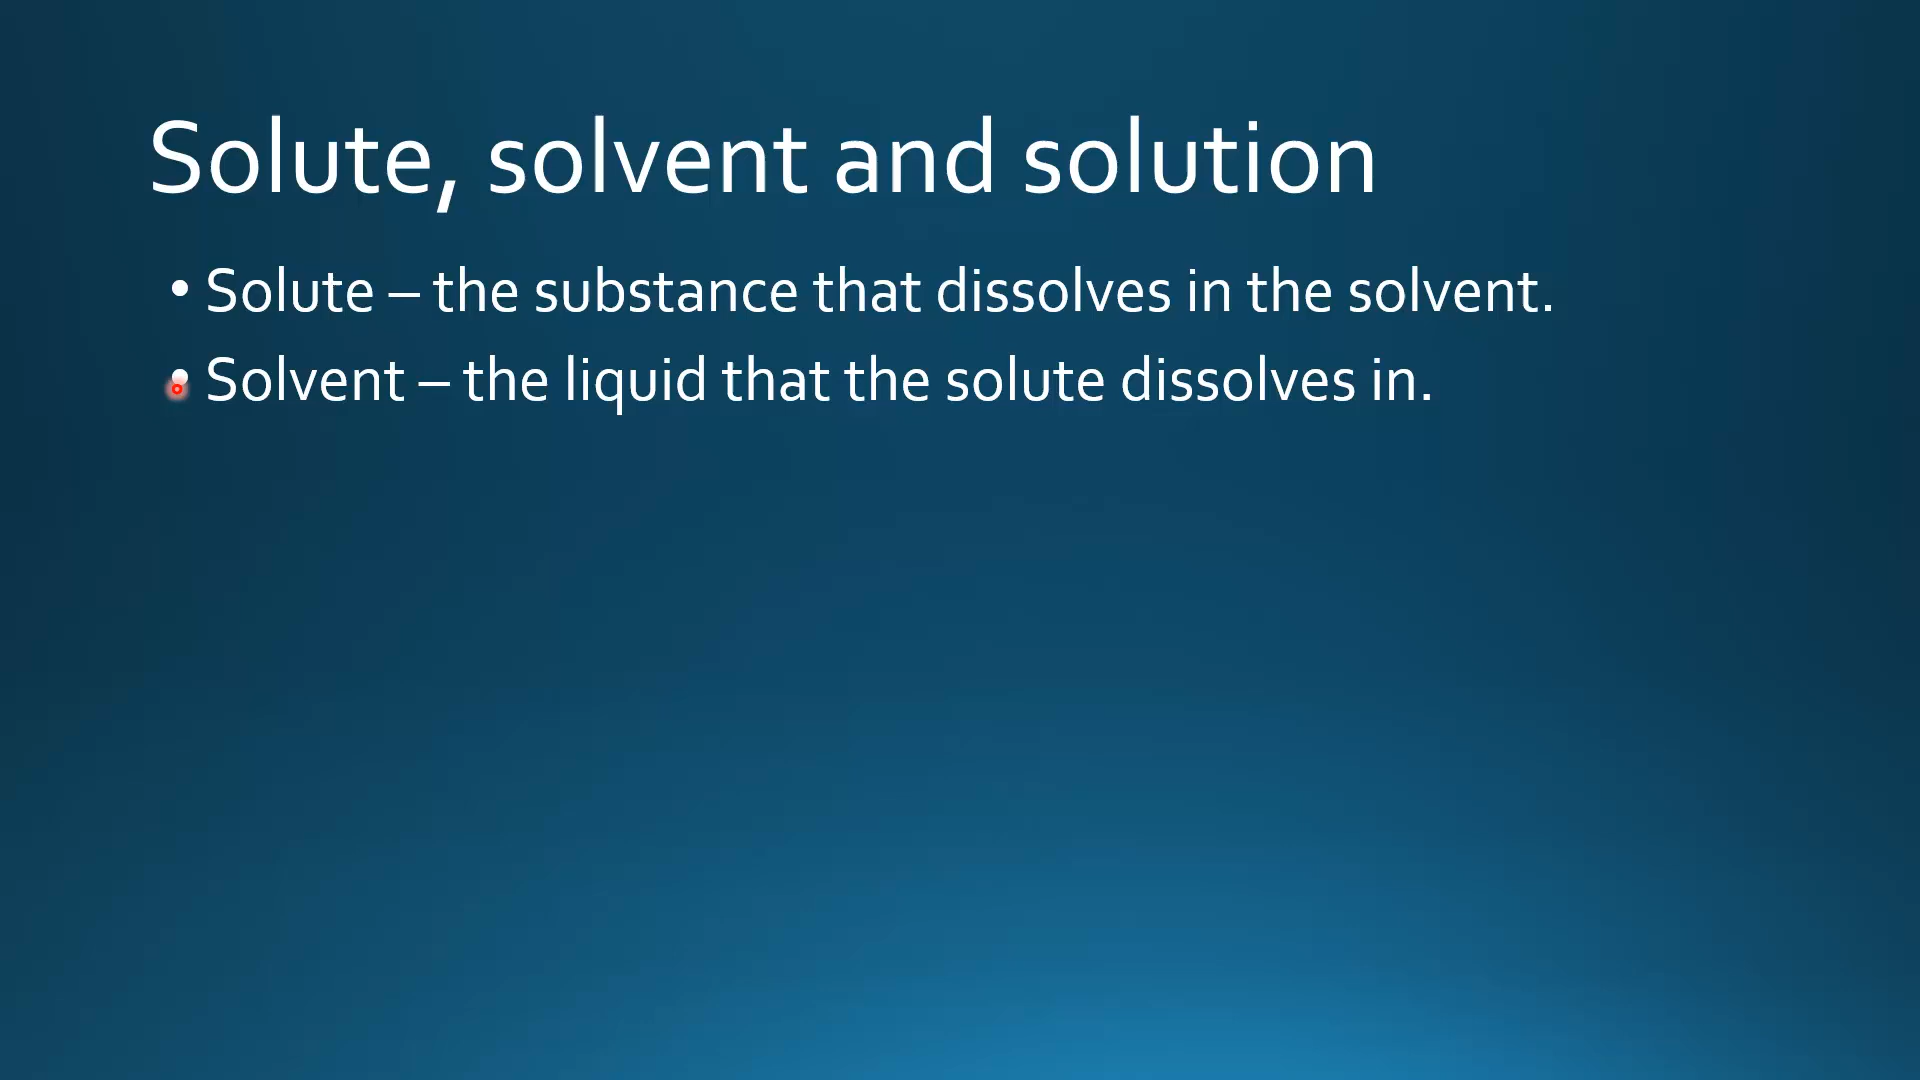 Solute, solvent and solution
• Solute – the substance that dissolves in the solvent.
• Solvent – the liquid that the solute dissolves in.